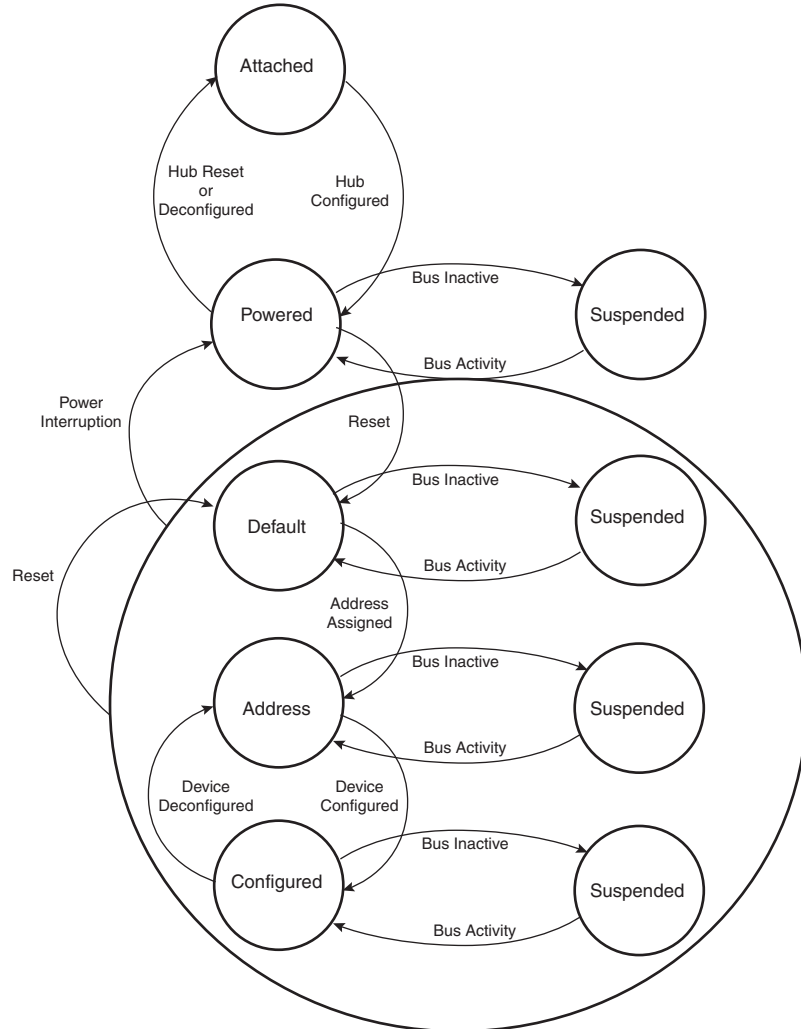 Attached
Hub Reset
or
Deconfigured
Hub
Configured
Powered
Bus Inactive
Suspended
Bus Activity
Power
Interruption
Reset
Default
Bus Inactive
Suspended
Bus Activity
Reset
Address
Assigned
Address
Bus Inactive
Suspended
Bus Activity
Device
Deconfigured
Device
Configured
Configured
Bus Inactive
Suspended
Bus Activity